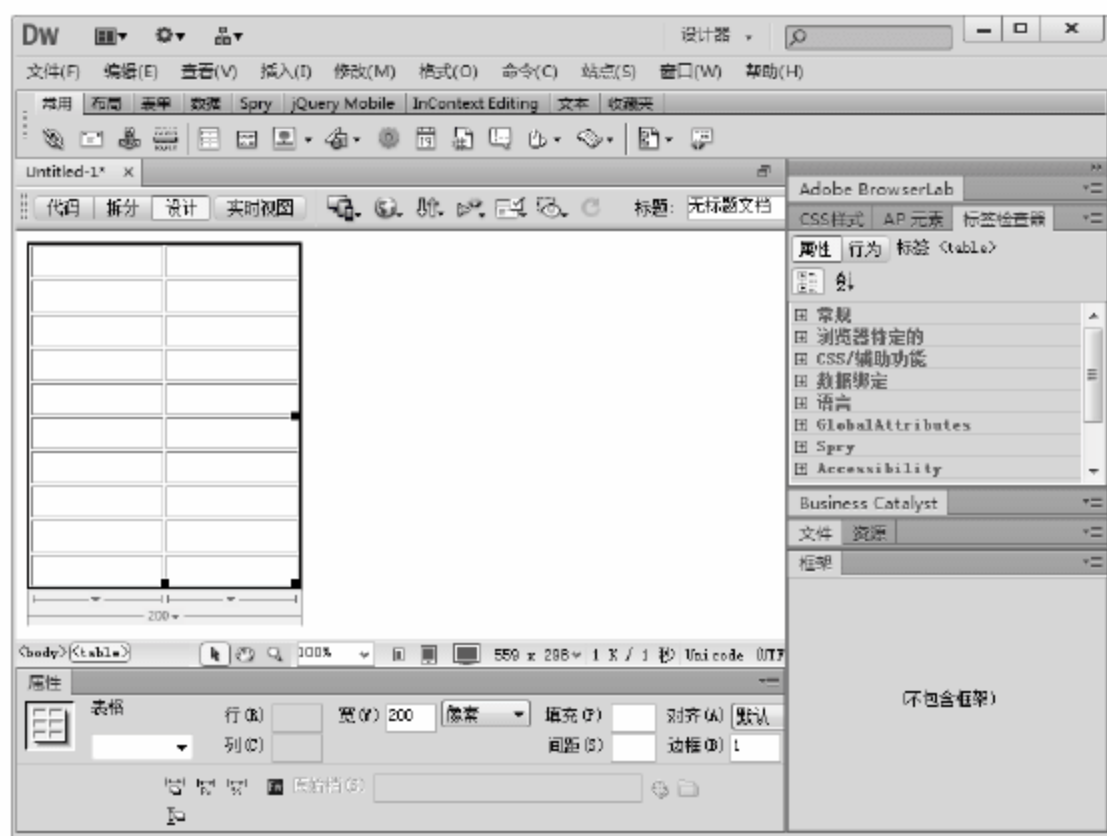 Dw 设计器
文件(F) 编辑(E) 查看(V) 插入(I) 修改(M) 格式(O) 命令(C) 站点(S) 窗口(W) 帮助(H)
常用 布局 表单 数据 Spry jQuery Mobile InContext Editing 文本 收藏夹
Untitled-1* ×
代码 拆分 设计 实时视图 标题: 无标题文档
200
<body><table> 100% 559 x 298 1 K / 1 秒 Unicode (UTF
属性
表格 行(R) 宽(W) 200 像素 填充(P) 对齐(A) 默认
列(C) 间距(S) 边框(B) 1
原始档(S)
Adobe BrowserLab
CSS样式 AP 元素 标签检查器
属性 行为 标签 <table>
常规
浏览器特定的
CSS/辅助功能
数据绑定
语言
GlobalAttributes
Spry
Accessibility
Business Catalyst
文件 资源
框架
(不包含框架)